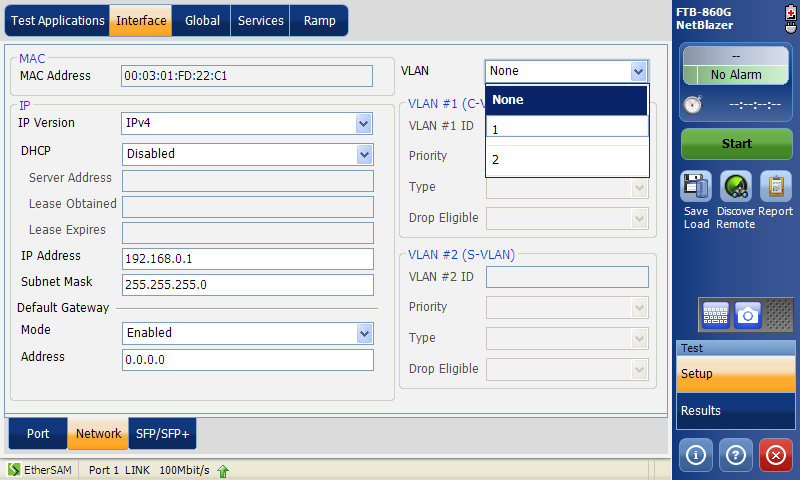 Test Applications Interface Global Services Ramp
MAC
MAC Address 00:03:01:FD:22:C1
IP
IP Version IPv4
DHCP Disabled
Server Address
Lease Obtained
Lease Expires
IP Address 192.168.0.1
Subnet Mask 255.255.255.0
Default Gateway
Mode Enabled
Address 0.0.0.0
VLAN None
None
1
2
VLAN #1 (C-V
VLAN #1 ID
Priority
Type
Drop Eligible
VLAN #2 (S-VLAN)
VLAN #2 ID
Priority
Type
Drop Eligible
Port Network SFP/SFP+
EtherSAM Port 1 LINK 100Mbit/s
FTB-860G
NetBlazer
--
No Alarm
--:--:--
Start
Save
Load
Discover
Remote
Report
Test
Setup
Results